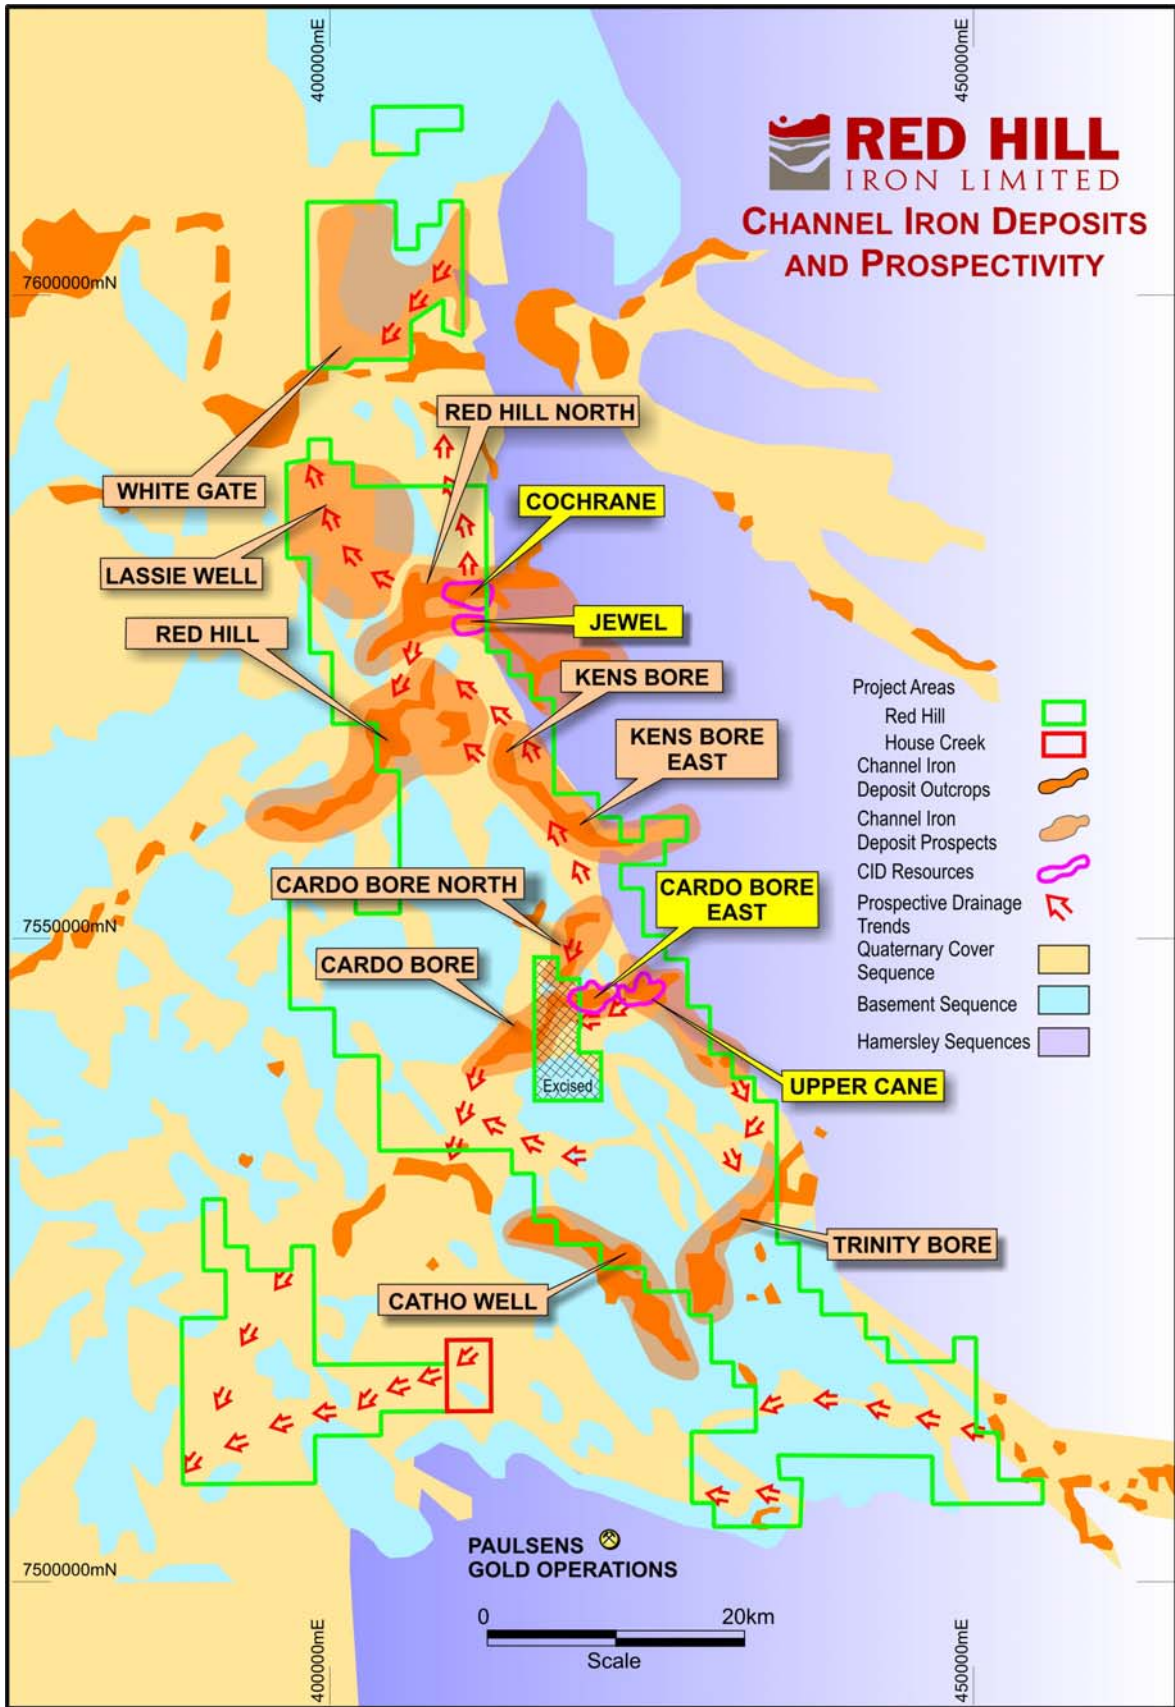 400000mE
450000mE
RED HILL
IRON LIMITED
CHANNEL IRON DEPOSITS
AND PROSPECTIVITY
7600000mN
RED HILL NORTH
WHITE GATE
COCHRANE
LASSIE WELL
RED HILL
JEWEL
KENS BORE
KENS BORE
EAST
Project Areas
Red Hill
House Creek
Channel Iron
Deposit Outcrops
Channel Iron
Deposit Prospects
CID Resources
Prospective Drainage
Trends
Quaternary Cover
Sequence
Basement Sequence
Hamersley Sequences
CARDO BORE NORTH
CARDO BORE
EAST
7550000mN
CARDO BORE
Excised
UPPER CANE
TRINITY BORE
CATHO WELL
PAULSENS
GOLD OPERATIONS
7500000mN
0
20km
Scale
400000mE
450000mE